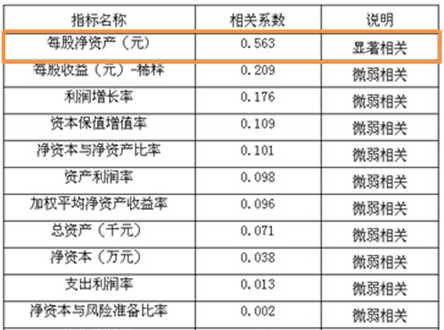 指标名称 相关系数 说明
每股净资产（元） 0.563 显著相关
每股收益（元）-稀释 0.209 微弱相关
利润增长率 0.176 微弱相关
资本保值增值率 0.109 微弱相关
净资本与净资产比率 0.101 微弱相关
资产利润率 0.098 微弱相关
加权平均净资产收益率 0.096 微弱相关
总资产（千元） 0.071 微弱相关
净资本（万元） 0.038 微弱相关
支出利润率 0.013 微弱相关
净资本与风险准备比率 0.002 微弱相关